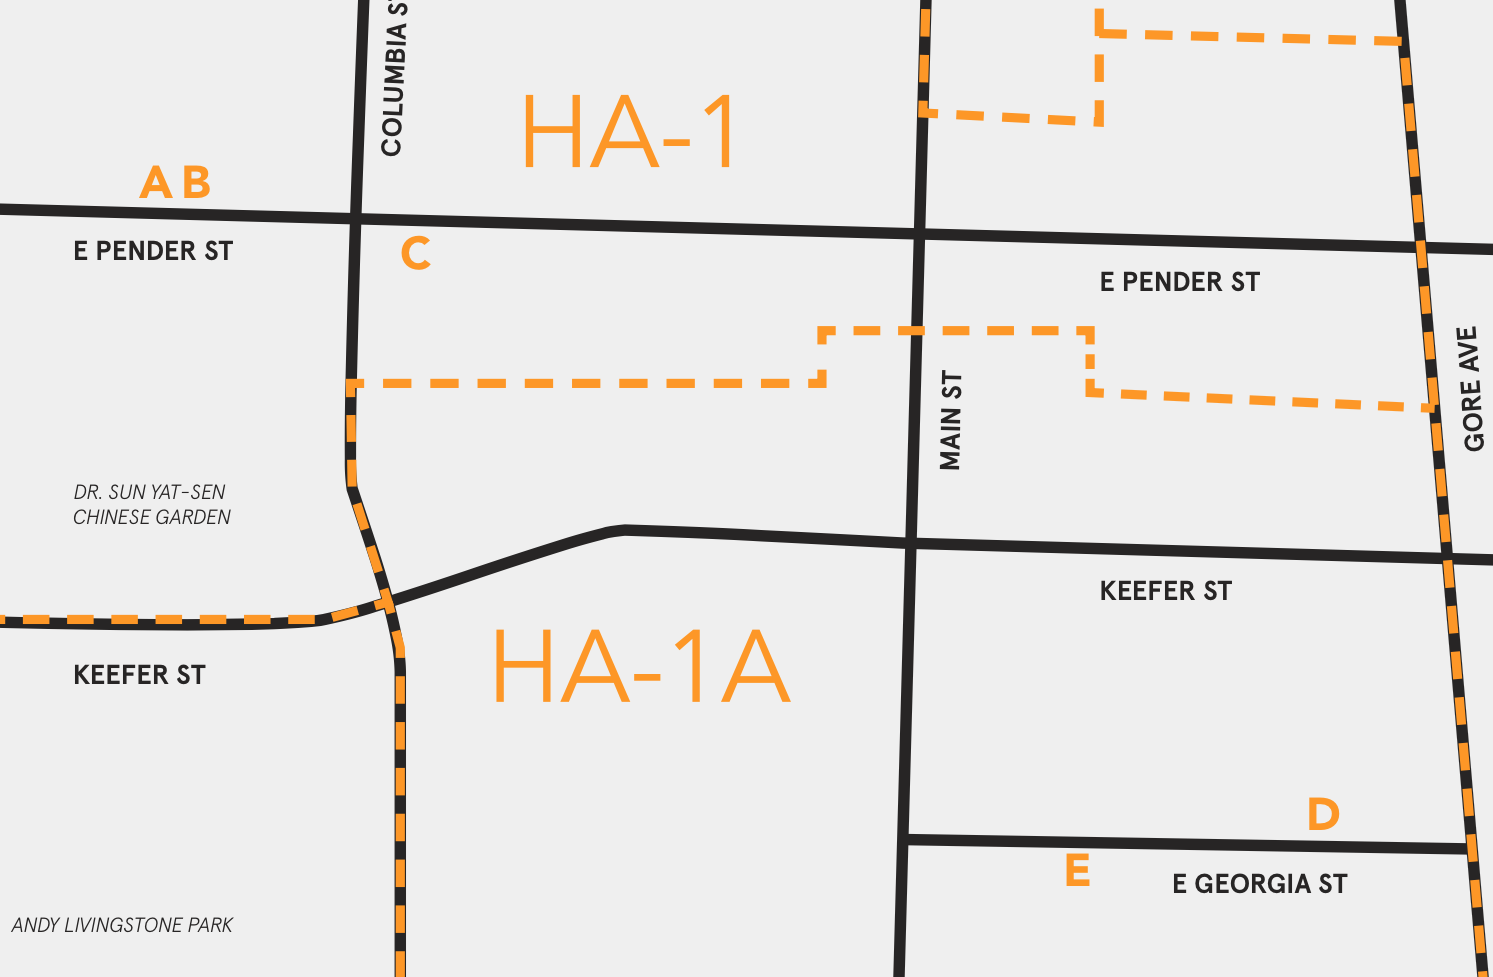 COLUMBIA
HA-1
A B
E PENDER ST
C
E PENDER ST
GORE AVE
MAIN ST
DR. SUN YAT-SEN
CHINESE GARDEN
KEEFER ST
HA-1A
KEEFER ST
D
E
E GEORGIA ST
ANDY LIVINGSTONE PARK